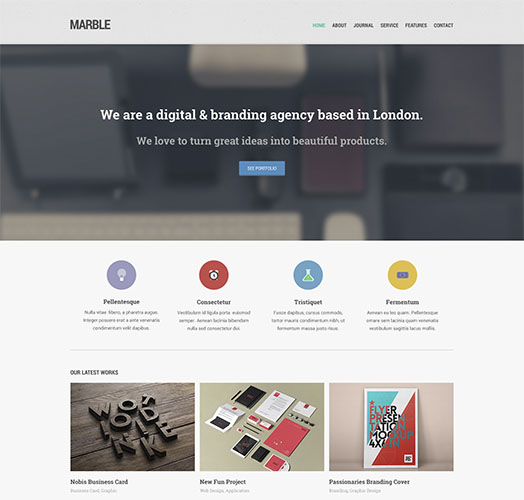 MARBLE
HOME ABOUT JOURNAL SERVICE FEATURES CONTACT
We are a digital & branding agency based in London.
We love to turn great ideas into beautiful products.
SEE PORTFOLIO
Pellentesque
Nulla vitae libero, a pharetra augue.
Integer posuere erat a ante venenatis
condimentum velit dapibus.
Consectetur
Vestibulum id ligula porta euismod
semper. Aenean lacinia bibendum
nulla sed consectetur dui.
Tristiquet
Fusce dapibus, cursus commodo,
tortor mauris condimentum nibh, ut
fermentum massa justo risus.
Fermentum
Aenean eu leo quam. Pellentesque
ornare sem lacinia quam venenatis
vestibulum sagittis lacus mollis.
OUR LATEST WORKS
FLYER
PRESEN
TATION
MOCKUP
4X6IN
Nobis Business Card
Business Card, Graphic
New Fun Project
Web Design, Application
Passionaries Branding Cover
Branding, Graphic Design